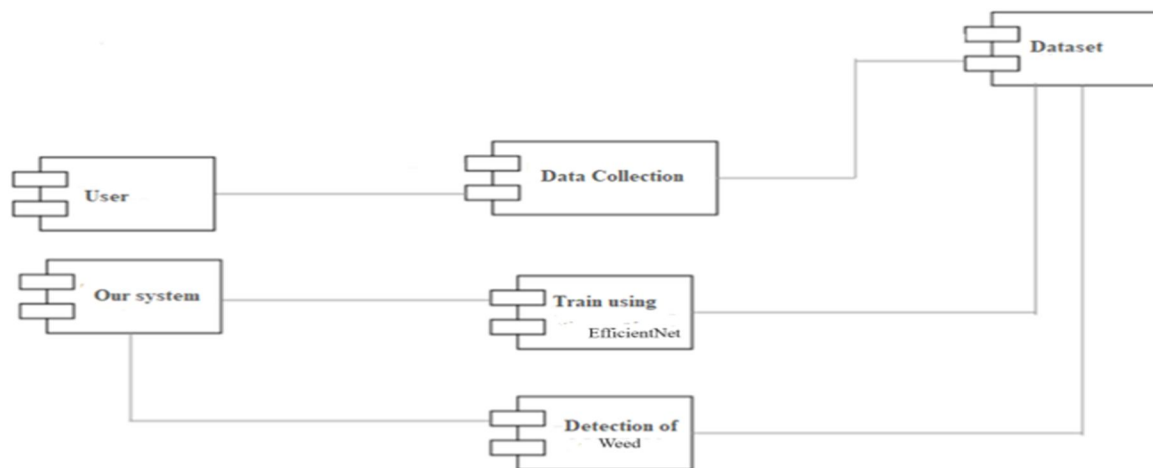 Dataset
Data Collection
User
Our system
Train using
EfficientNet
Detection of
Weed